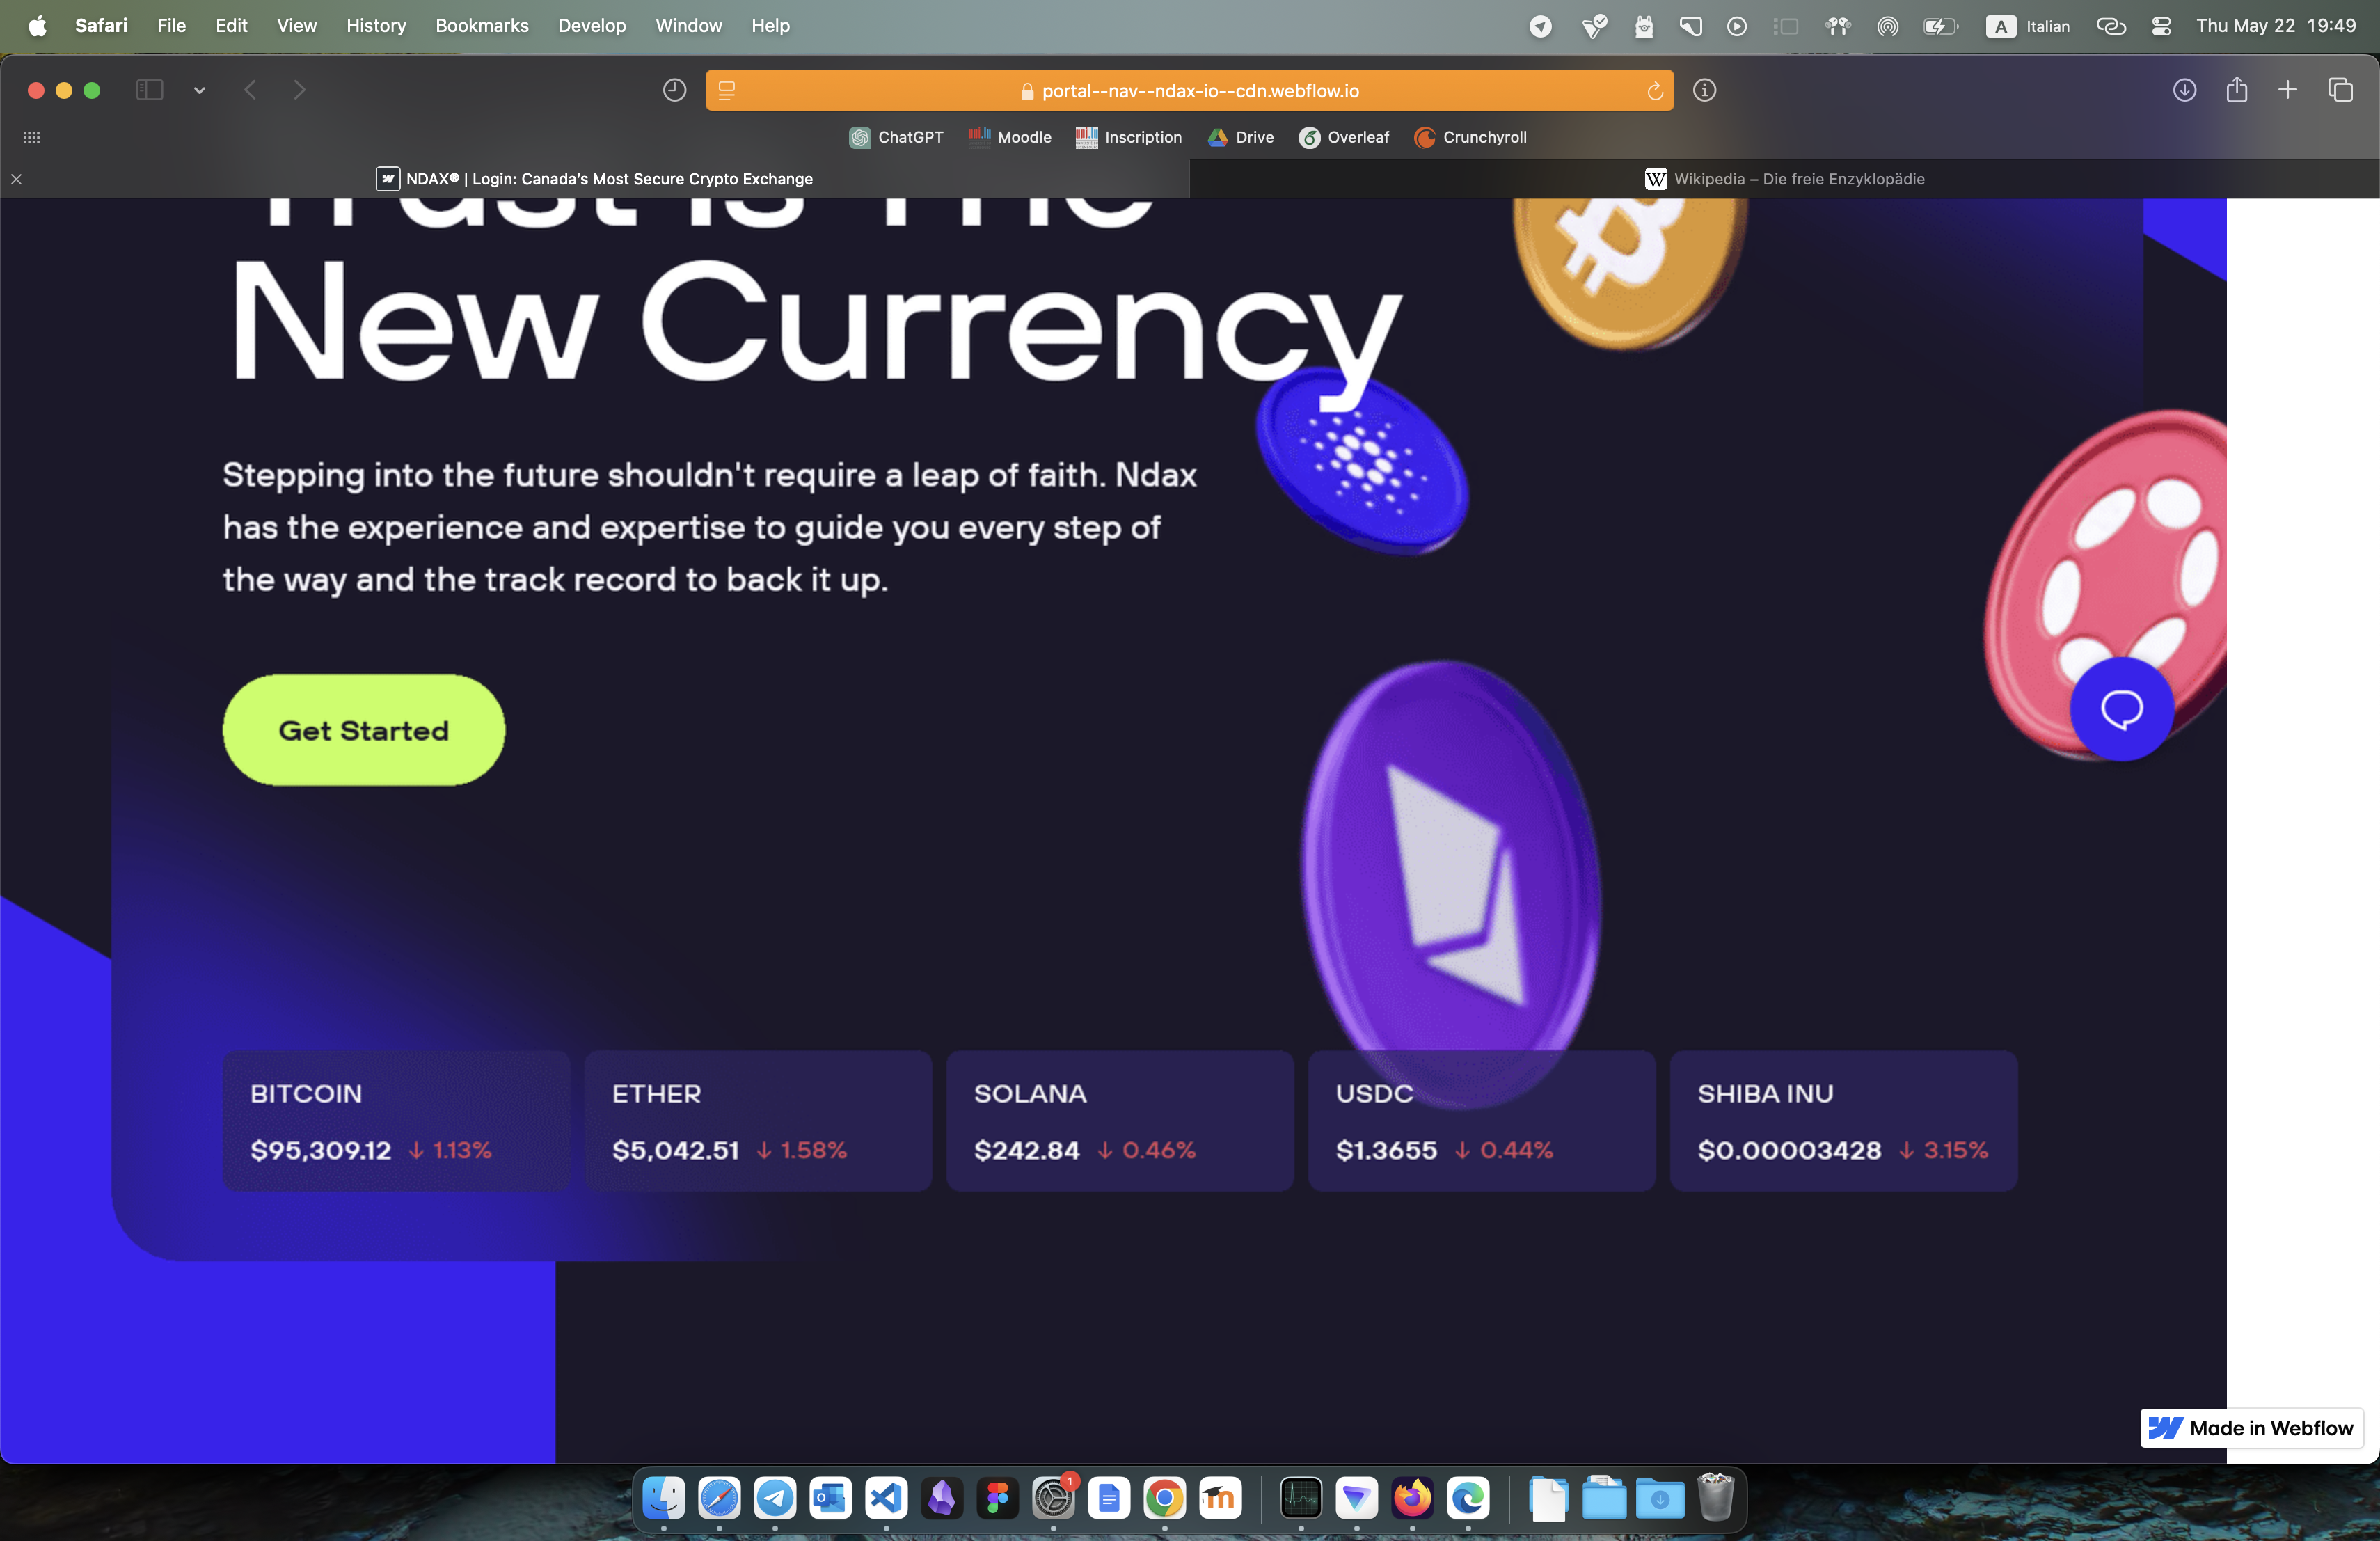 Safari File Edit View History Bookmarks Develop Window Help
A Italian Thu May 22 19:49
portal--nav--ndax-io--cdn.webflow.io
ChatGPT Moodle Inscription Drive Overleaf Crunchyroll
NDAX® | Login: Canada's Most Secure Crypto Exchange
W Wikipedia – Die freie Enzyklopädie
Trust Is The
New Currency
Stepping into the future shouldn't require a leap of faith. Ndax
has the experience and expertise to guide you every step of
the way and the track record to back it up.
Get Started
BITCOIN
$95,309.12 ↓ 1.13%
ETHER
$5,042.51 ↓ 1.58%
SOLANA
$242.84 ↓ 0.46%
USDC
$1.3655 ↓ 0.44%
SHIBA INU
$0.00003428 ↓ 3.15%
Made in Webflow
1